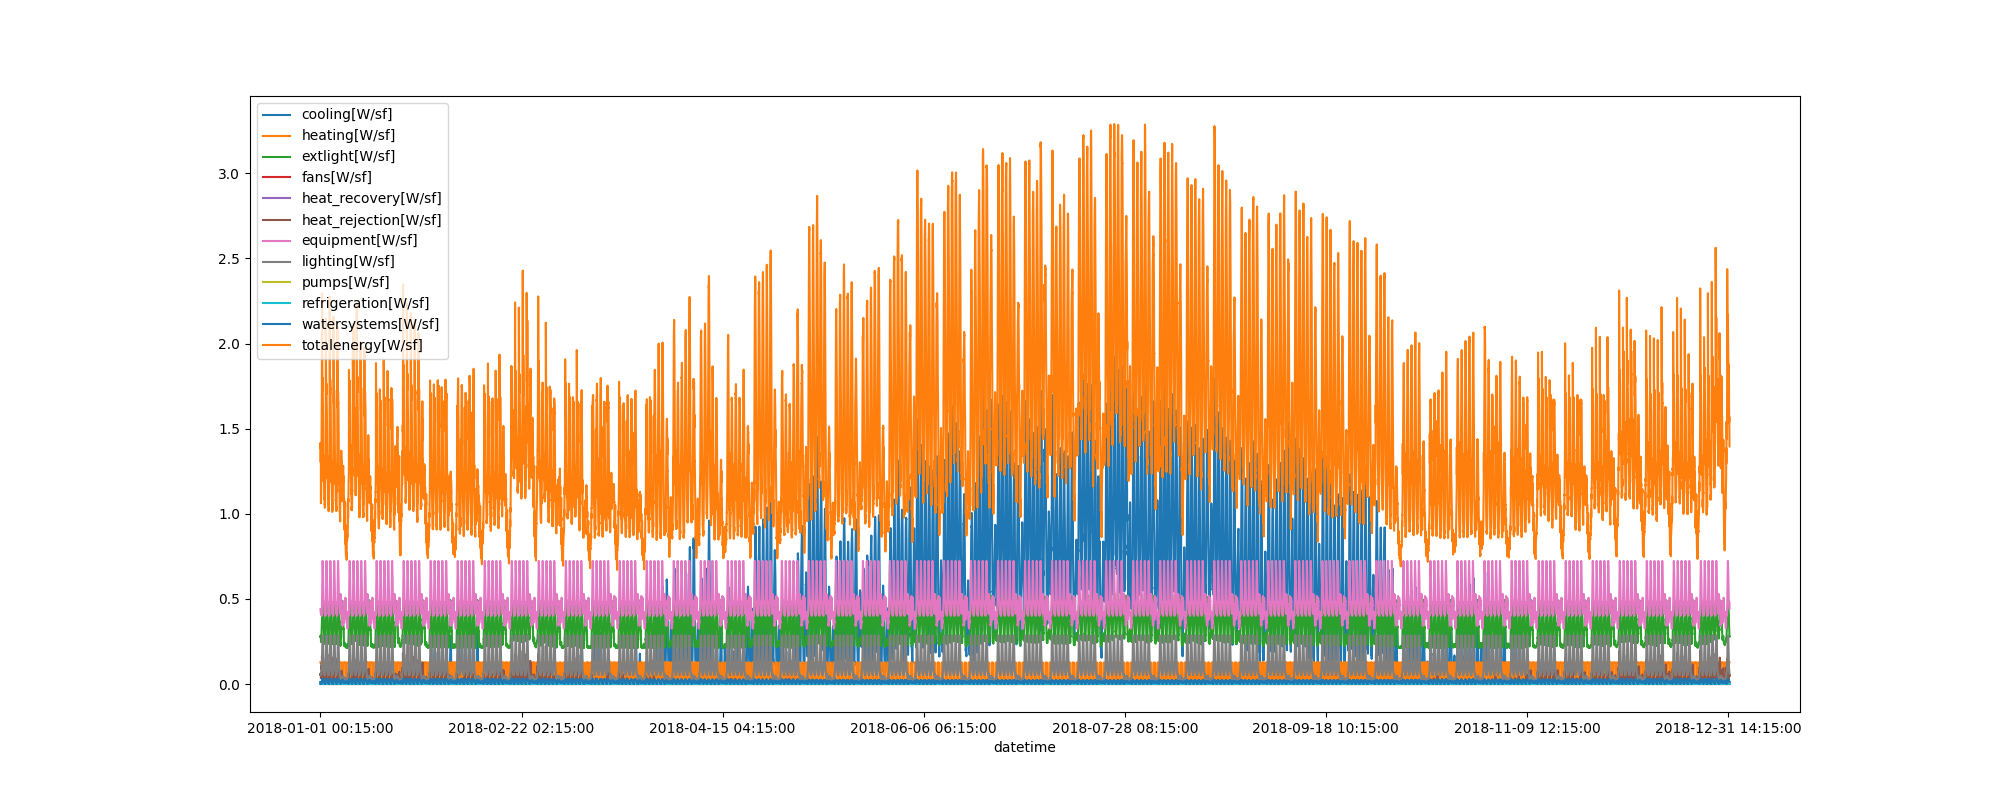 cooling[W/sf]
heating[W/sf]
extlight[W/sf]
fans[W/sf]
heat_recovery[W/sf]
heat_rejection[W/sf]
equipment[W/sf]
lighting[W/sf]
pumps[W/sf]
refrigeration[W/sf]
watersystems[W/sf]
totalenergy[W/sf]
3.0
2.5
2.0
1.5
1.0
0.5
0.0
2018-01-01 00:15:00 2018-02-22 02:15:00 2018-04-15 04:15:00 2018-06-06 06:15:00 2018-07-28 08:15:00 2018-09-18 10:15:00 2018-11-09 12:15:00 2018-12-31 14:15:00
datetime